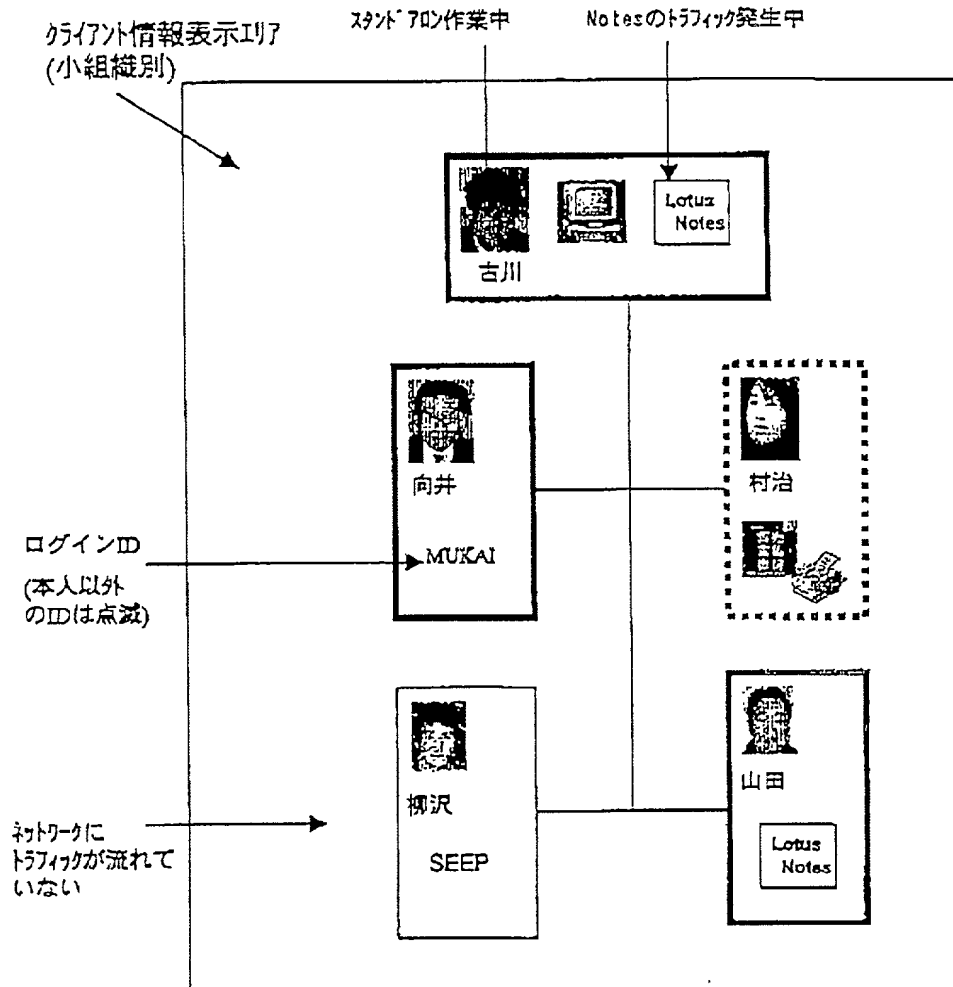 クライアント情報表示エリア
(小組織別)
スタンドアロン作業中
Notesのトラフィック発生中
Lotus
Notes
古川
向井
村治
ログインID
(本人以外
のIDは点滅)
MUKAI
柳沢
山田
ネットワークに
トラフィックが流れて
いない
SEEP
Lotus
Notes